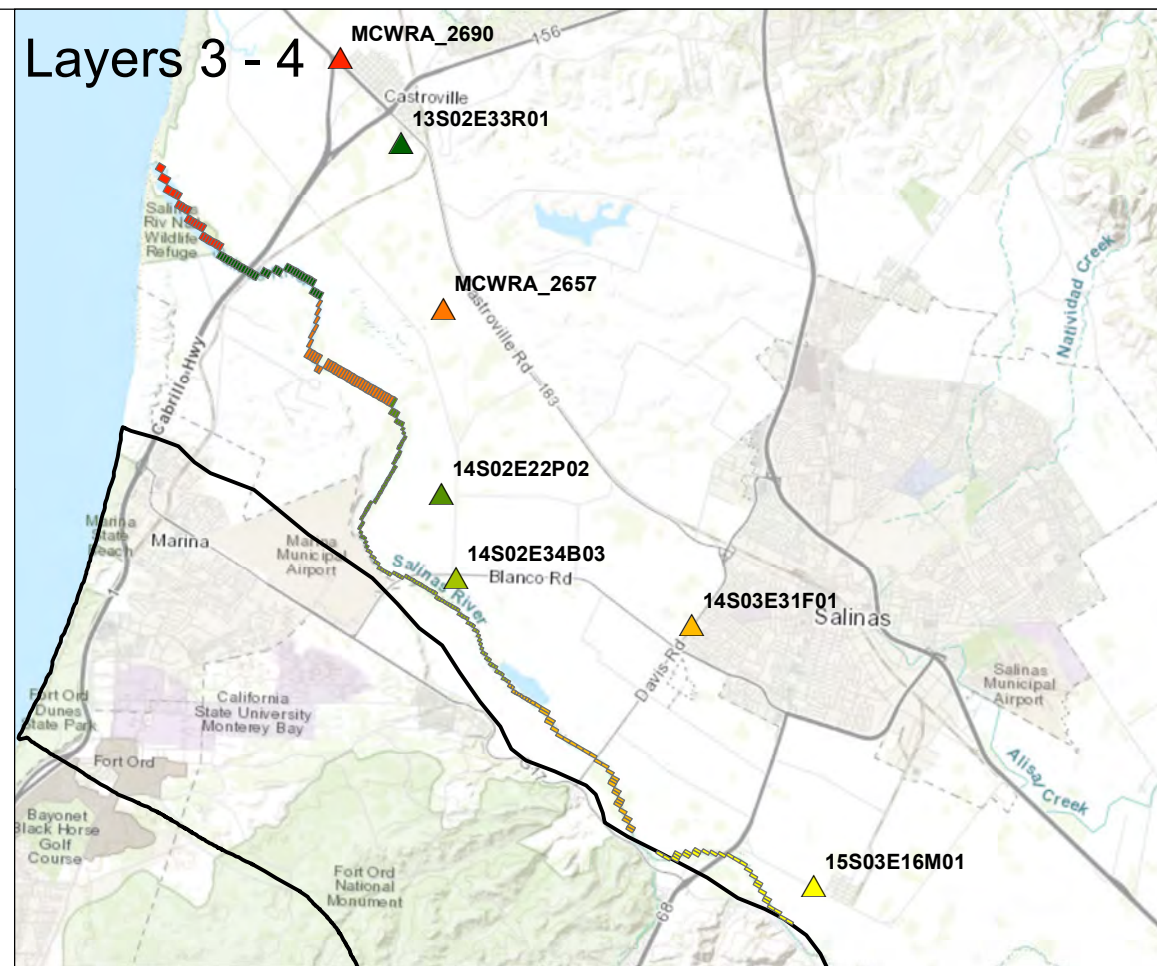 Layers 3 - 4
MCWRA_2690
156
Castroville
13S02E33R01
Salinas
Riv Nat
Wildlife
Refuge
Natividad Creek
MCWRA_2657
Castroville Rd
183
Cabrillo Hwy
14S02E22P02
Marina
State
Beach
Marina
Marina
Municipal
Airport
14S02E34B03
Salinas River
Blanco Rd
14S03E31F01
Salinas
Davis Rd
Salinas
Municipal
Airport
Fort Ord
Dunes
State Park
California
State University
Monterey Bay
Fort Ord
G17
Alisal Creek
Bayonet
Black Horse
Golf
Course
15S03E16M01
Fort Ord
National
Monument
68